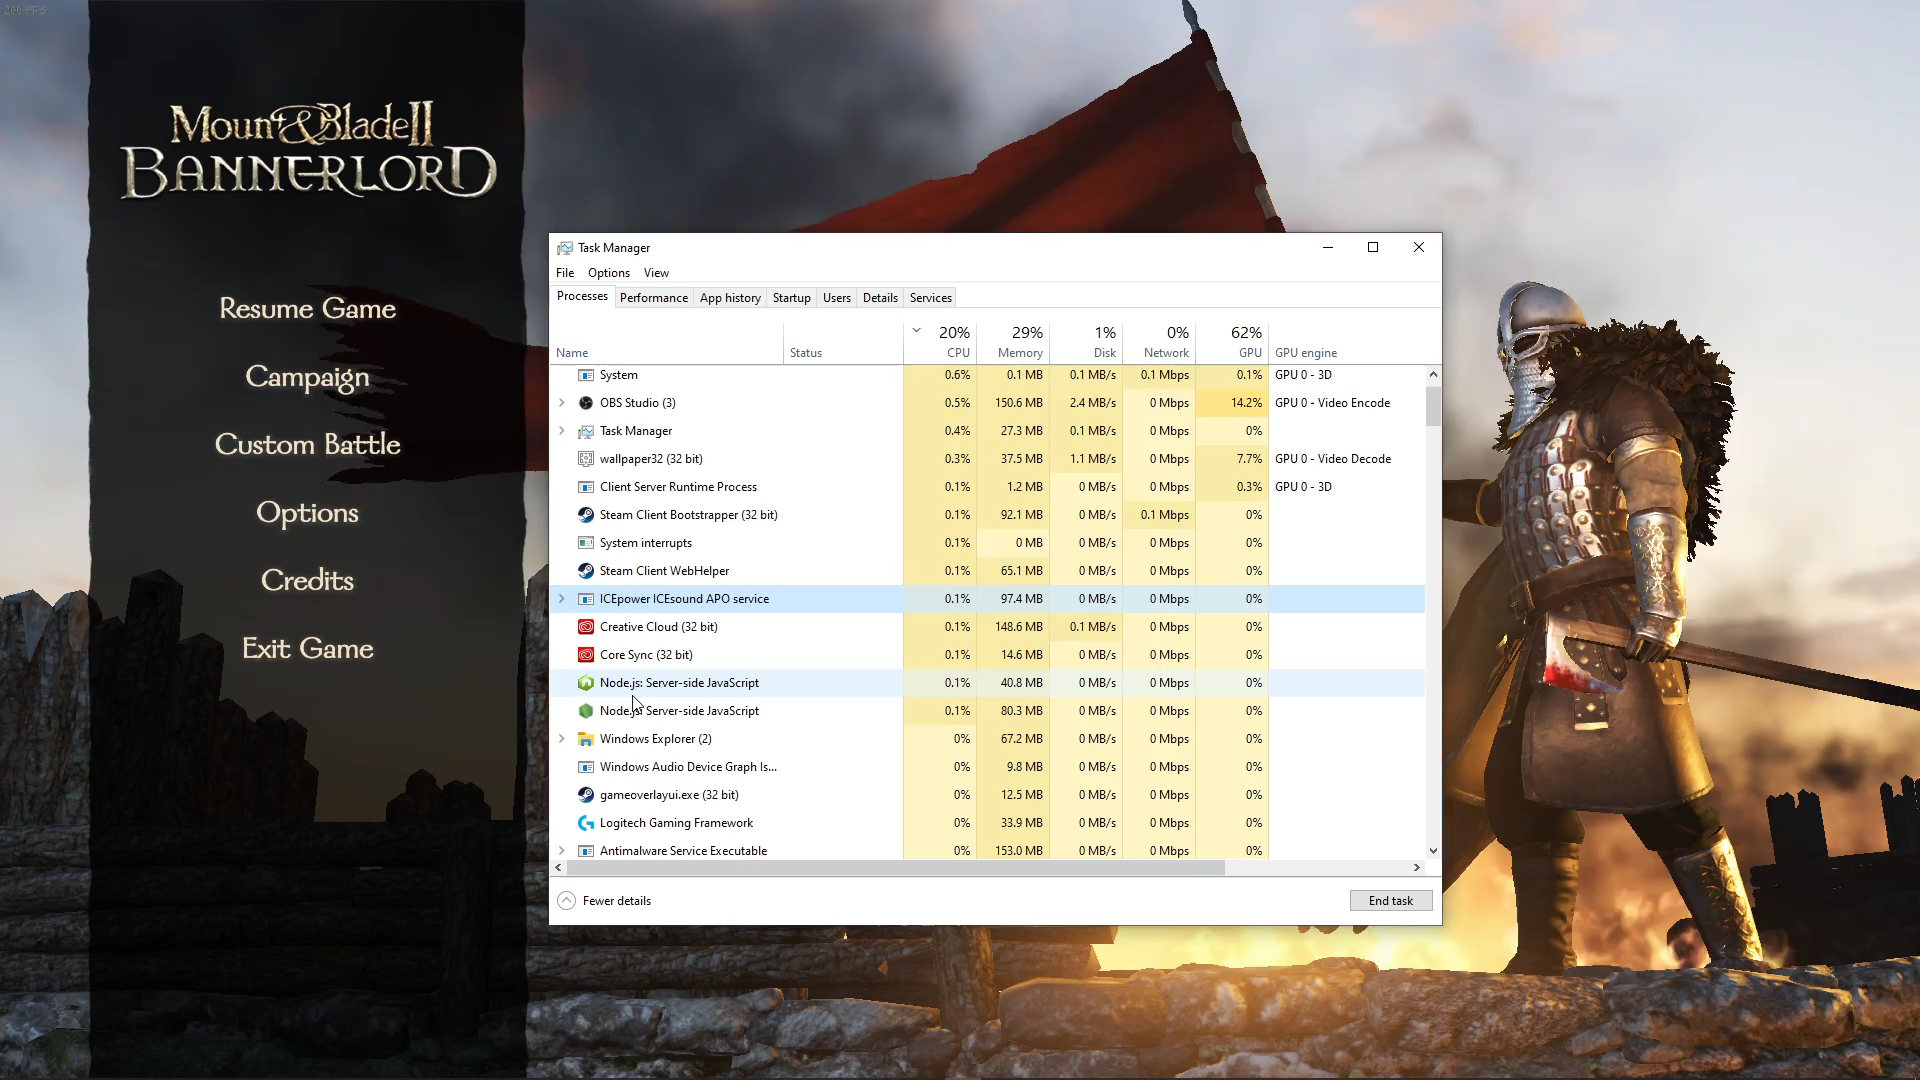 Mount&Blade II
BANNERLORD
Resume Game
Campaign
Custom Battle
Options
Credits
Exit Game
Task Manager
File Options View
Processes Performance App history Startup Users Details Services
20% 29% 1% 0% 62%
Name Status CPU Memory Disk Network GPU GPU engine
System 0.6% 0.1 MB 0.1 MB/s 0.1 Mbps 0.1% GPU 0 - 3D
OBS Studio (3) 0.5% 150.6 MB 2.4 MB/s 0 Mbps 14.2% GPU 0 - Video Encode
Task Manager 0.4% 27.3 MB 0.1 MB/s 0 Mbps 0%
wallpaper32 (32 bit) 0.3% 37.5 MB 1.1 MB/s 0 Mbps 7.7% GPU 0 - Video Decode
Client Server Runtime Process 0.1% 1.2 MB 0 MB/s 0 Mbps 0.3% GPU 0 - 3D
Steam Client Bootstrapper (32 bit) 0.1% 92.1 MB 0 MB/s 0.1 Mbps 0%
System interrupts 0.1% 0 MB 0 MB/s 0 Mbps 0%
Steam Client WebHelper 0.1% 65.1 MB 0 MB/s 0 Mbps 0%
ICEpower ICEsound APO service 0.1% 97.4 MB 0 MB/s 0 Mbps 0%
Creative Cloud (32 bit) 0.1% 148.6 MB 0.1 MB/s 0 Mbps 0%
Core Sync (32 bit) 0.1% 14.6 MB 0 MB/s 0 Mbps 0%
Node.js: Server-side JavaScript 0.1% 40.8 MB 0 MB/s 0 Mbps 0%
Node.js: Server-side JavaScript 0.1% 80.3 MB 0 MB/s 0 Mbps 0%
Windows Explorer (2) 0% 67.2 MB 0 MB/s 0 Mbps 0%
Windows Audio Device Graph Is... 0% 9.8 MB 0 MB/s 0 Mbps 0%
gameoverlayui.exe (32 bit) 0% 12.5 MB 0 MB/s 0 Mbps 0%
Logitech Gaming Framework 0% 33.9 MB 0 MB/s 0 Mbps 0%
Antimalware Service Executable 0% 153.0 MB 0 MB/s 0 Mbps 0%
Fewer details End task